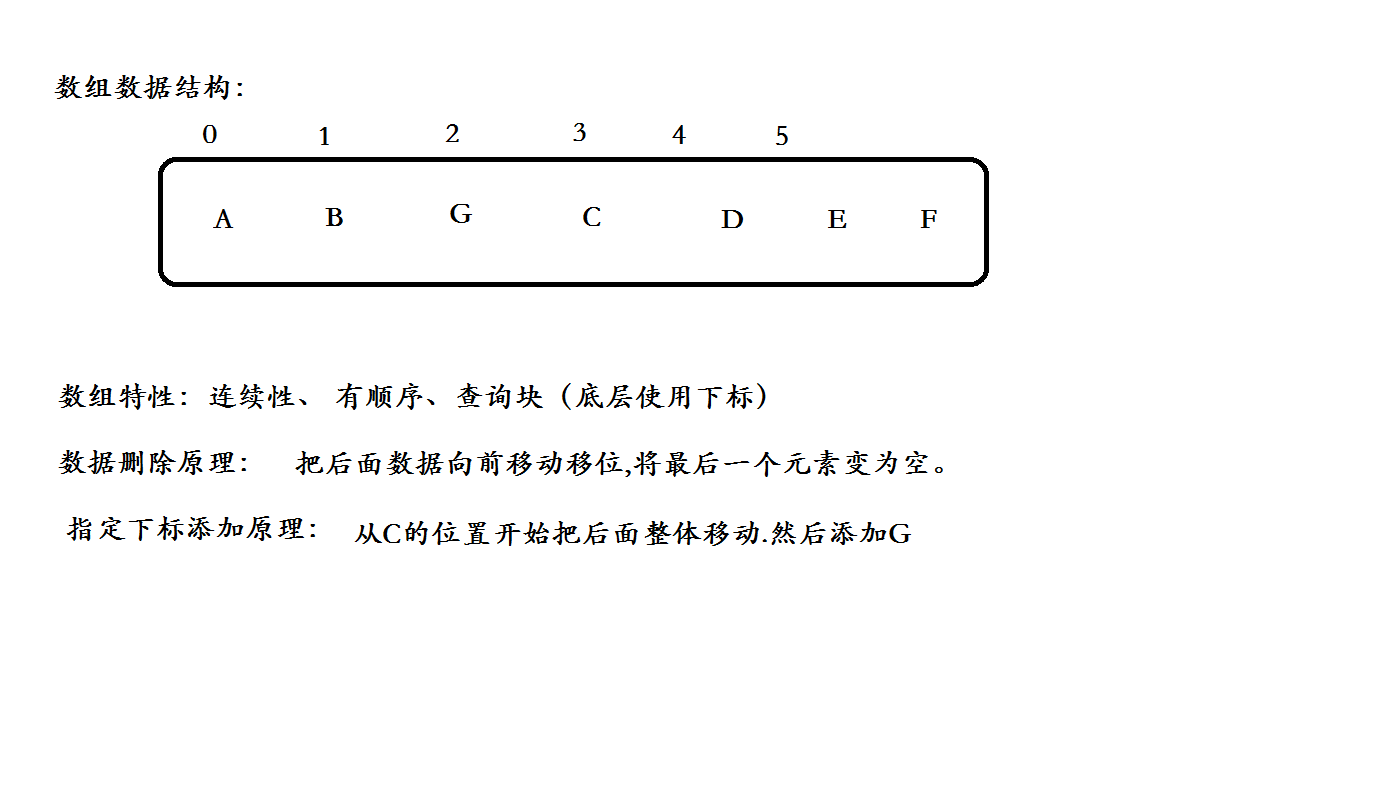 数组数据结构：
0 1 2 3 4 5
A B G C D E F
数组特性：连续性、有顺序、查询块（底层使用下标）
数据删除原理： 把后面数据向前移动移位,将最后一个元素变为空。
指定下标添加原理： 从C的位置开始把后面整体移动.然后添加G